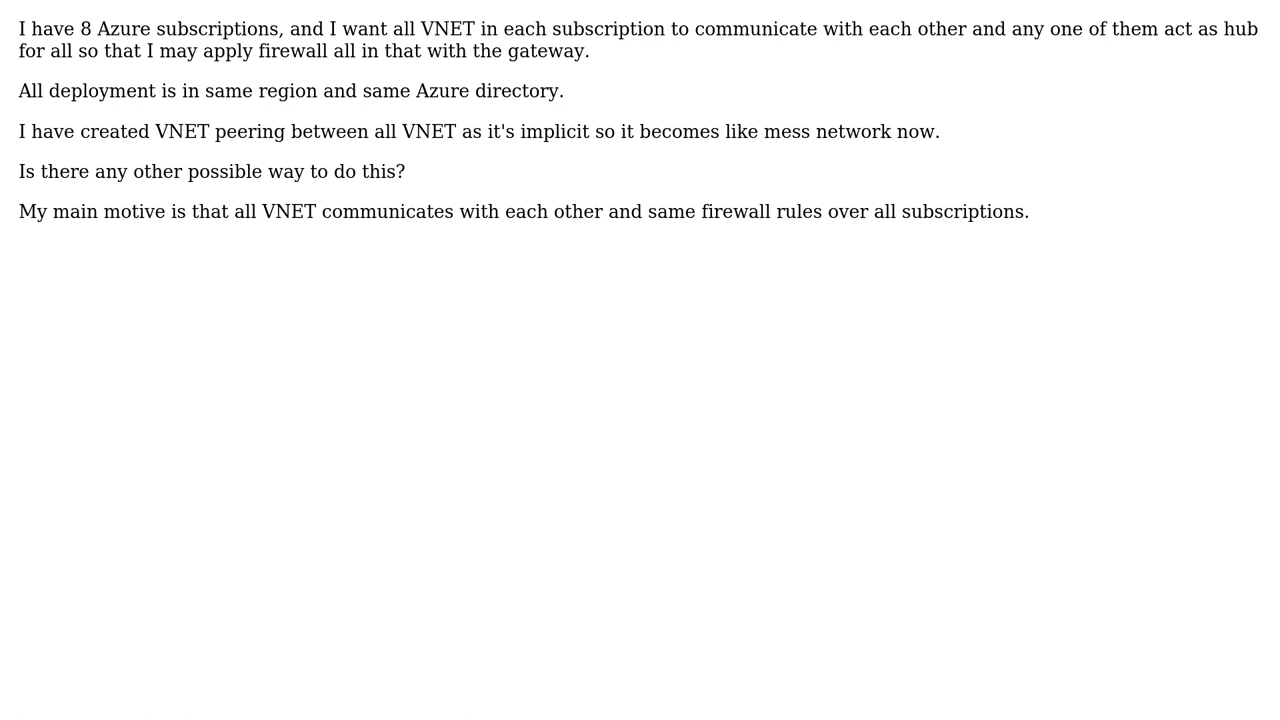 I have 8 Azure subscriptions, and I want all VNET in each subscription to communicate with each other and any one of them act as hub
for all so that I may apply firewall all in that with the gateway.
All deployment is in same region and same Azure directory.
I have created VNET peering between all VNET as it's implicit so it becomes like mess network now.
Is there any other possible way to do this?
My main motive is that all VNET communicates with each other and same firewall rules over all subscriptions.